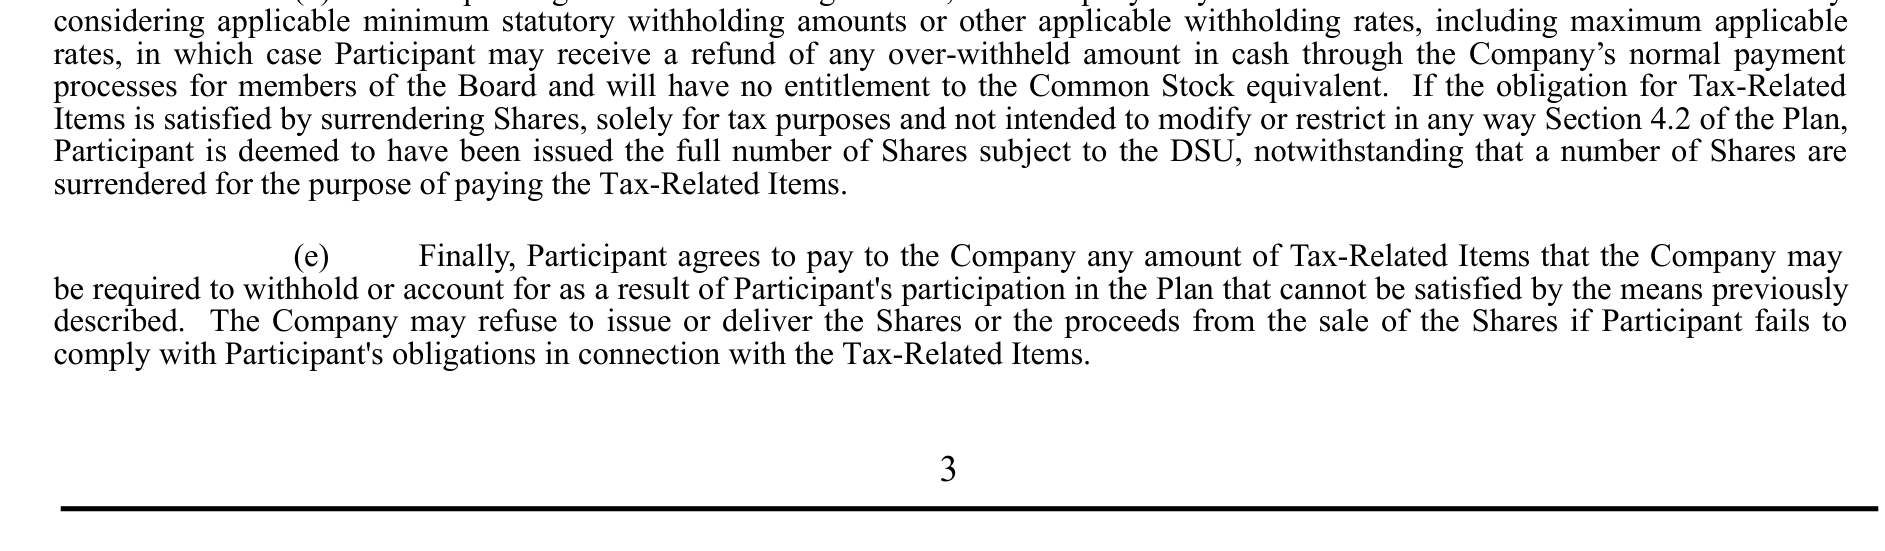 considering applicable minimum statutory withholding amounts or other applicable withholding rates, including maximum applicable
rates, in which case Participant may receive a refund of any over-withheld amount in cash through the Company’s normal payment
processes for members of the Board and will have no entitlement to the Common Stock equivalent.  If the obligation for Tax-Related
Items is satisfied by surrendering Shares, solely for tax purposes and not intended to modify or restrict in any way Section 4.2 of the Plan,
Participant is deemed to have been issued the full number of Shares subject to the DSU, notwithstanding that a number of Shares are
surrendered for the purpose of paying the Tax-Related Items.
(e) Finally, Participant agrees to pay to the Company any amount of Tax-Related Items that the Company may
be required to withhold or account for as a result of Participant's participation in the Plan that cannot be satisfied by the means previously
described.  The Company may refuse to issue or deliver the Shares or the proceeds from the sale of the Shares if Participant fails to
comply with Participant's obligations in connection with the Tax-Related Items.
3